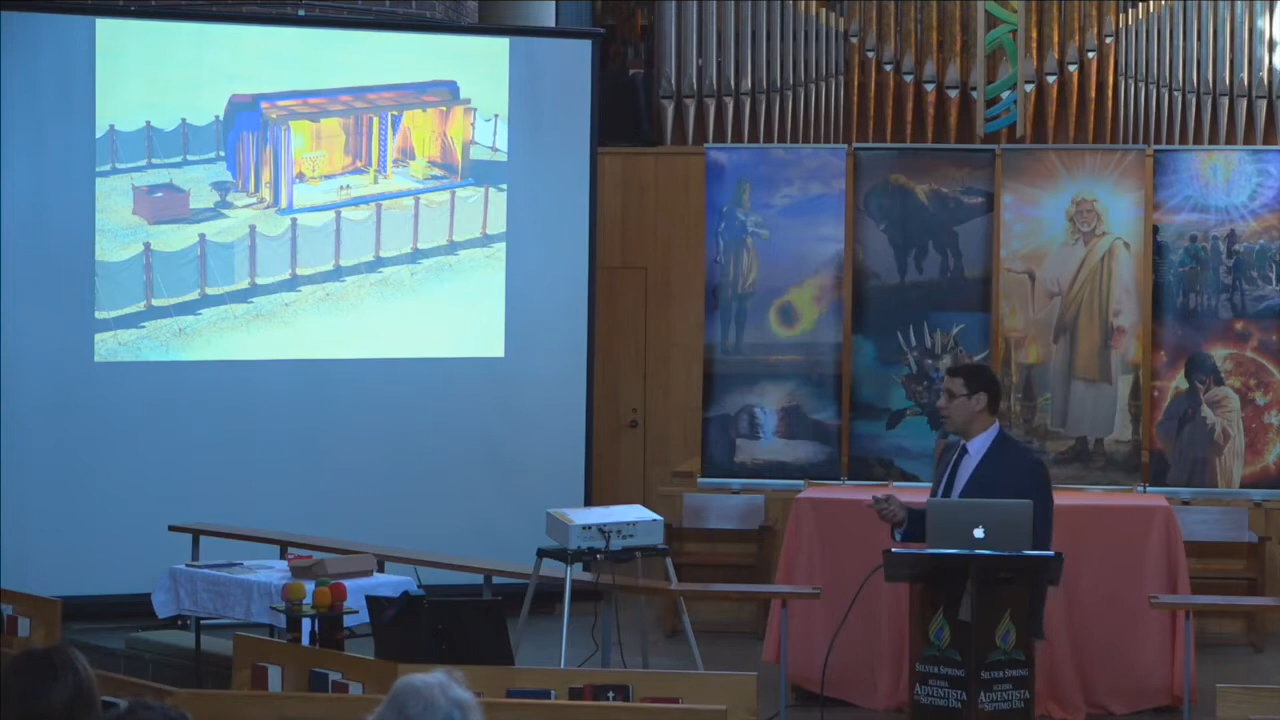 SILVER SPRING
IGLESIA
ADVENTISTA
DEL SEPTIMO DIA
SILVER SPRING
IGLESIA
ADVENTISTA
DEL SEPTIMO DIA